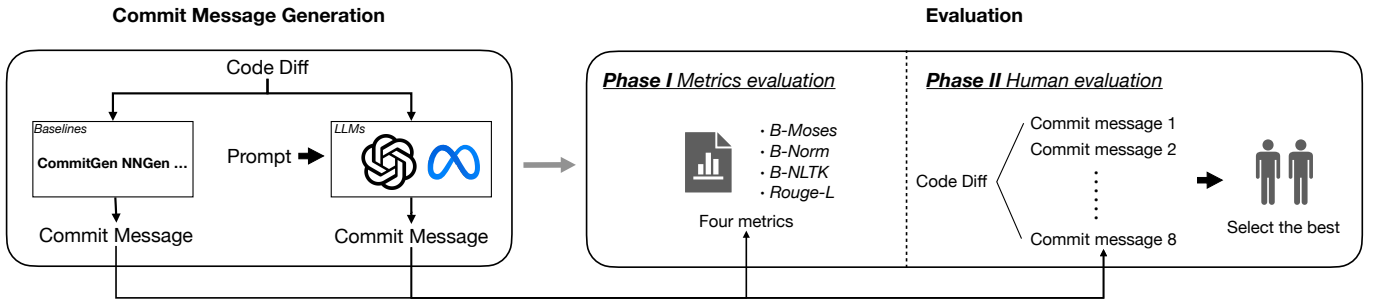 Commit Message Generation
Evaluation
Code Diff
Baselines
CommitGen NNGen ...
Prompt
LLMs
Commit Message
Commit Message
Phase I Metrics evaluation
· B-Moses
· B-Norm
· B-NLTK
· Rouge-L
Four metrics
Phase II Human evaluation
Code Diff
Commit message 1
Commit message 2
Commit message 8
Select the best